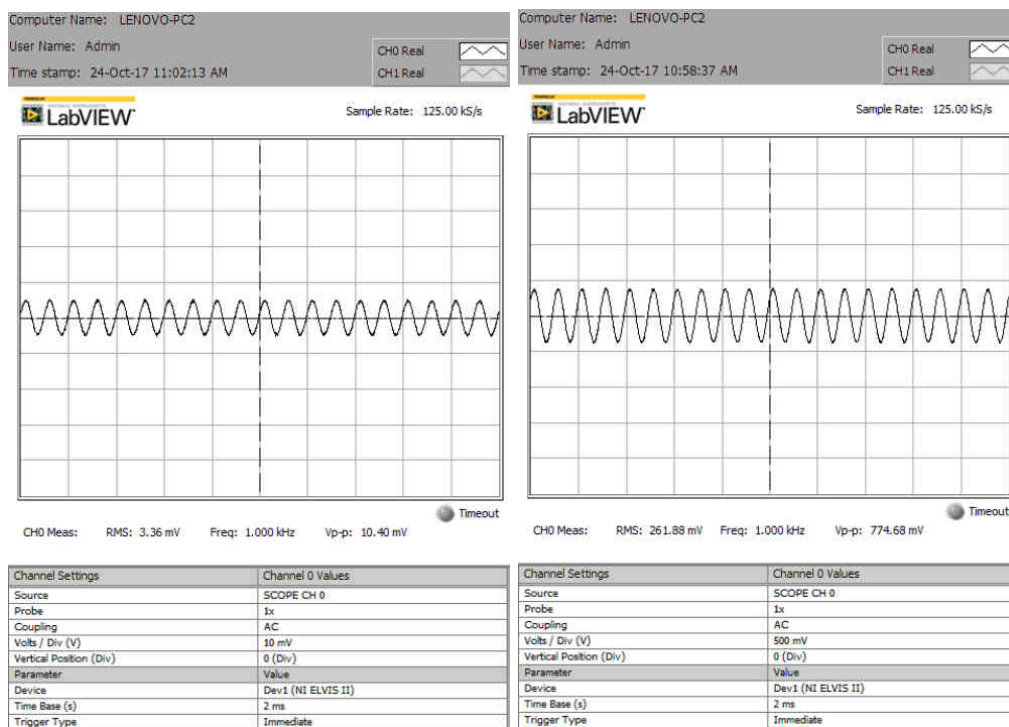 Computer Name: LENOVO-PC2
User Name: Admin
CH0 Real
Time stamp: 24-Oct-17 11:02:13 AM
CH1 Real
LabVIEW
Sample Rate: 125.00 kS/s
Timeout
CH0 Meas: RMS: 3.36 mV Freq: 1.000 kHz Vp-p: 10.40 mV
Channel Settings Channel 0 Values
Source SCOPE CH 0
Probe 1x
Coupling AC
Volts / Div (V) 10 mV
Vertical Position (Div) 0 (Div)
Parameter Value
Device Dev1 (NI ELVIS II)
Time Base (s) 2 ms
Trigger Type Immediate
Computer Name: LENOVO-PC2
User Name: Admin
CH0 Real
Time stamp: 24-Oct-17 10:58:37 AM
CH1 Real
LabVIEW
Sample Rate: 125.00 kS/s
Timeout
CH0 Meas: RMS: 261.88 mV Freq: 1.000 kHz Vp-p: 774.68 mV
Channel Settings Channel 0 Values
Source SCOPE CH 0
Probe 1x
Coupling AC
Volts / Div (V) 500 mV
Vertical Position (Div) 0 (Div)
Parameter Value
Device Dev1 (NI ELVIS II)
Time Base (s) 2 ms
Trigger Type Immediate